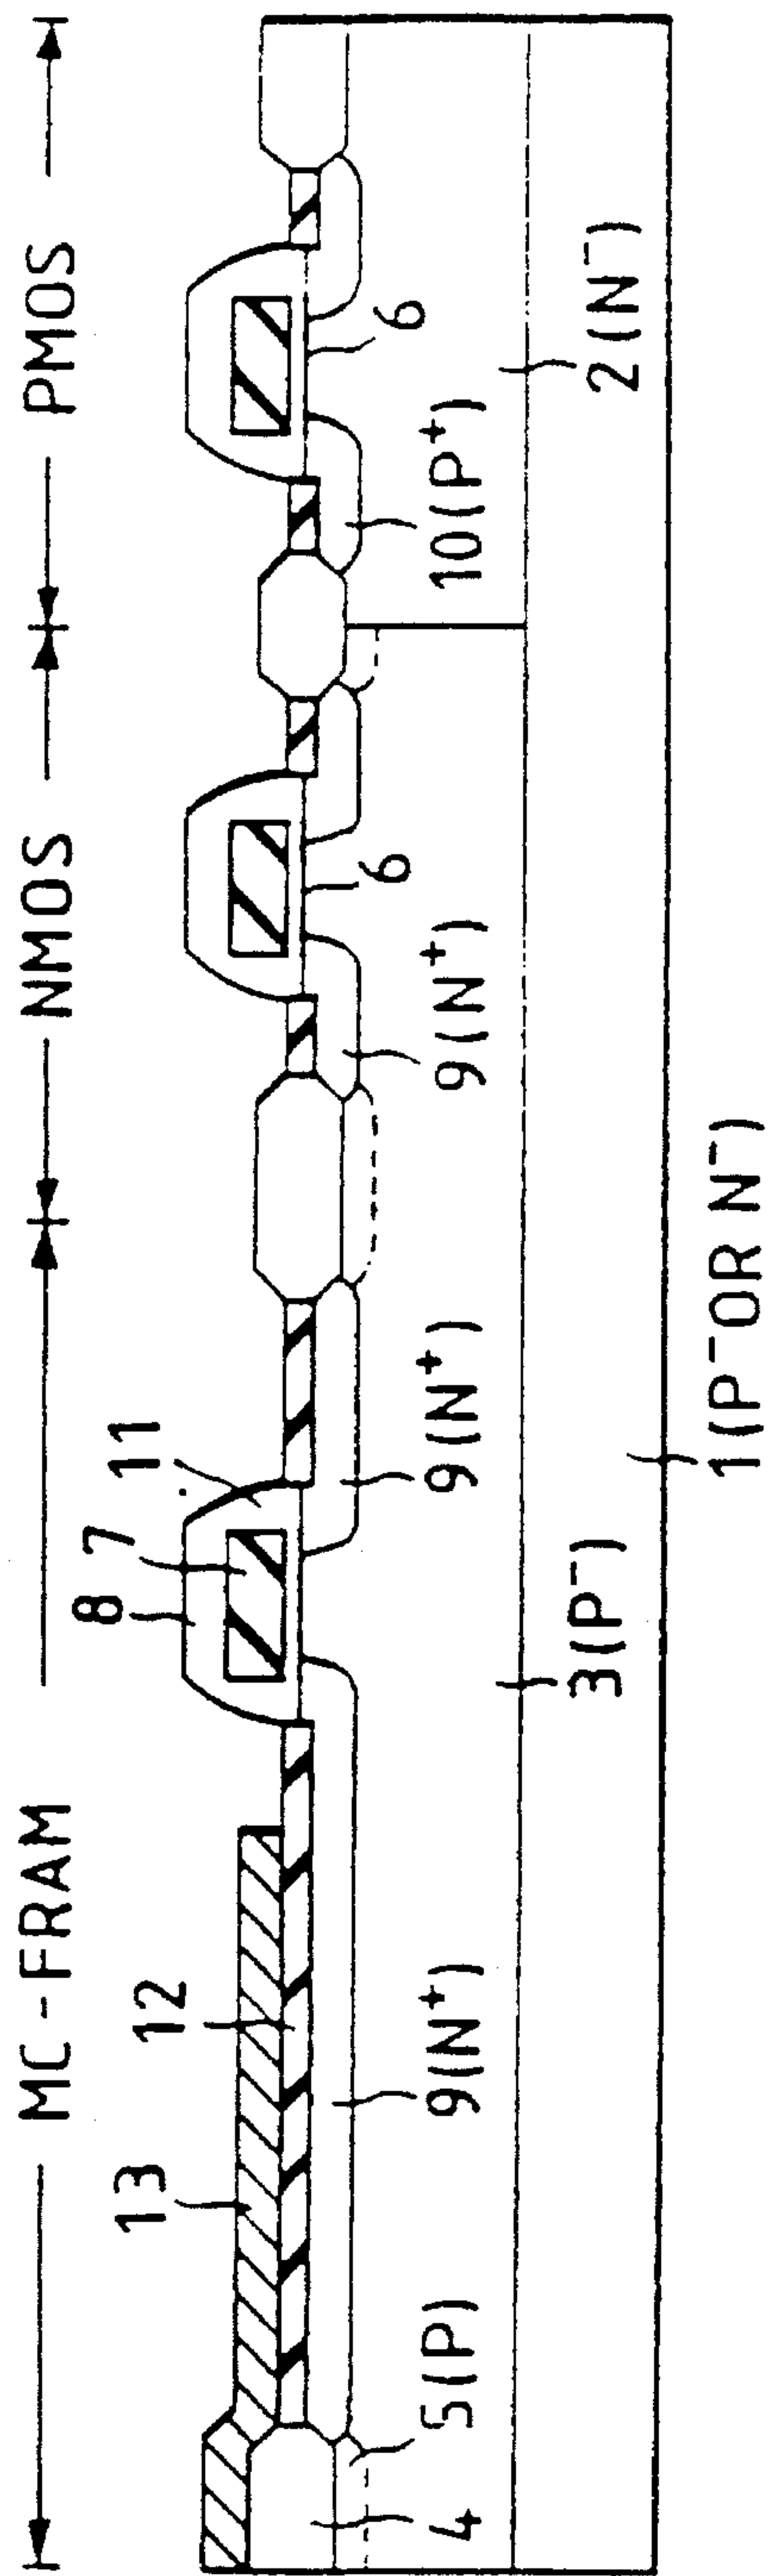 MC-FRAM
NMOS
PMOS
13
12
8
7
11
4
5(P)
9(N⁺)
9(N⁺)
9(N⁺)
6
10(P⁺)
6
3(P⁻)
2(N⁻)
1(P⁻OR N⁻)